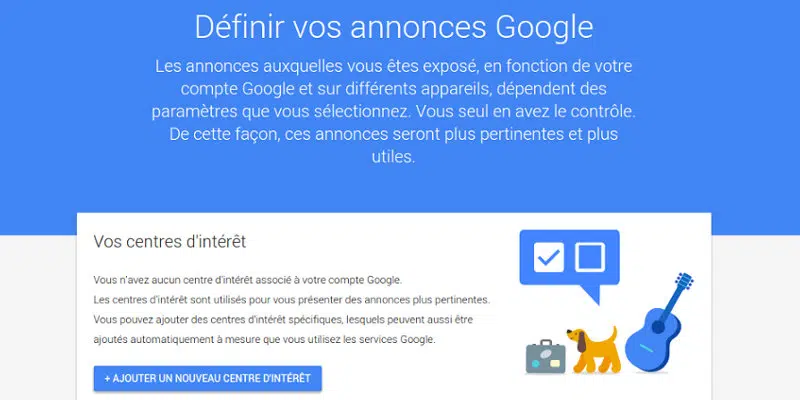 Définir vos annonces Google
Les annonces auxquelles vous êtes exposé, en fonction de votre
compte Google et sur différents appareils, dépendent des
paramètres que vous sélectionnez. Vous seul en avez le contrôle.
De cette façon, ces annonces seront plus pertinentes et plus
utiles.
Vos centres d'intérêt
Vous n'avez aucun centre d'intérêt associé à votre compte Google.
Les centres d'intérêt sont utilisés pour vous présenter des annonces plus pertinentes.
Vous pouvez ajouter des centres d'intérêt spécifiques, lesquels peuvent aussi être
ajoutés automatiquement à mesure que vous utilisez les services Google.
+ AJOUTER UN NOUVEAU CENTRE D'INTÉRÊT